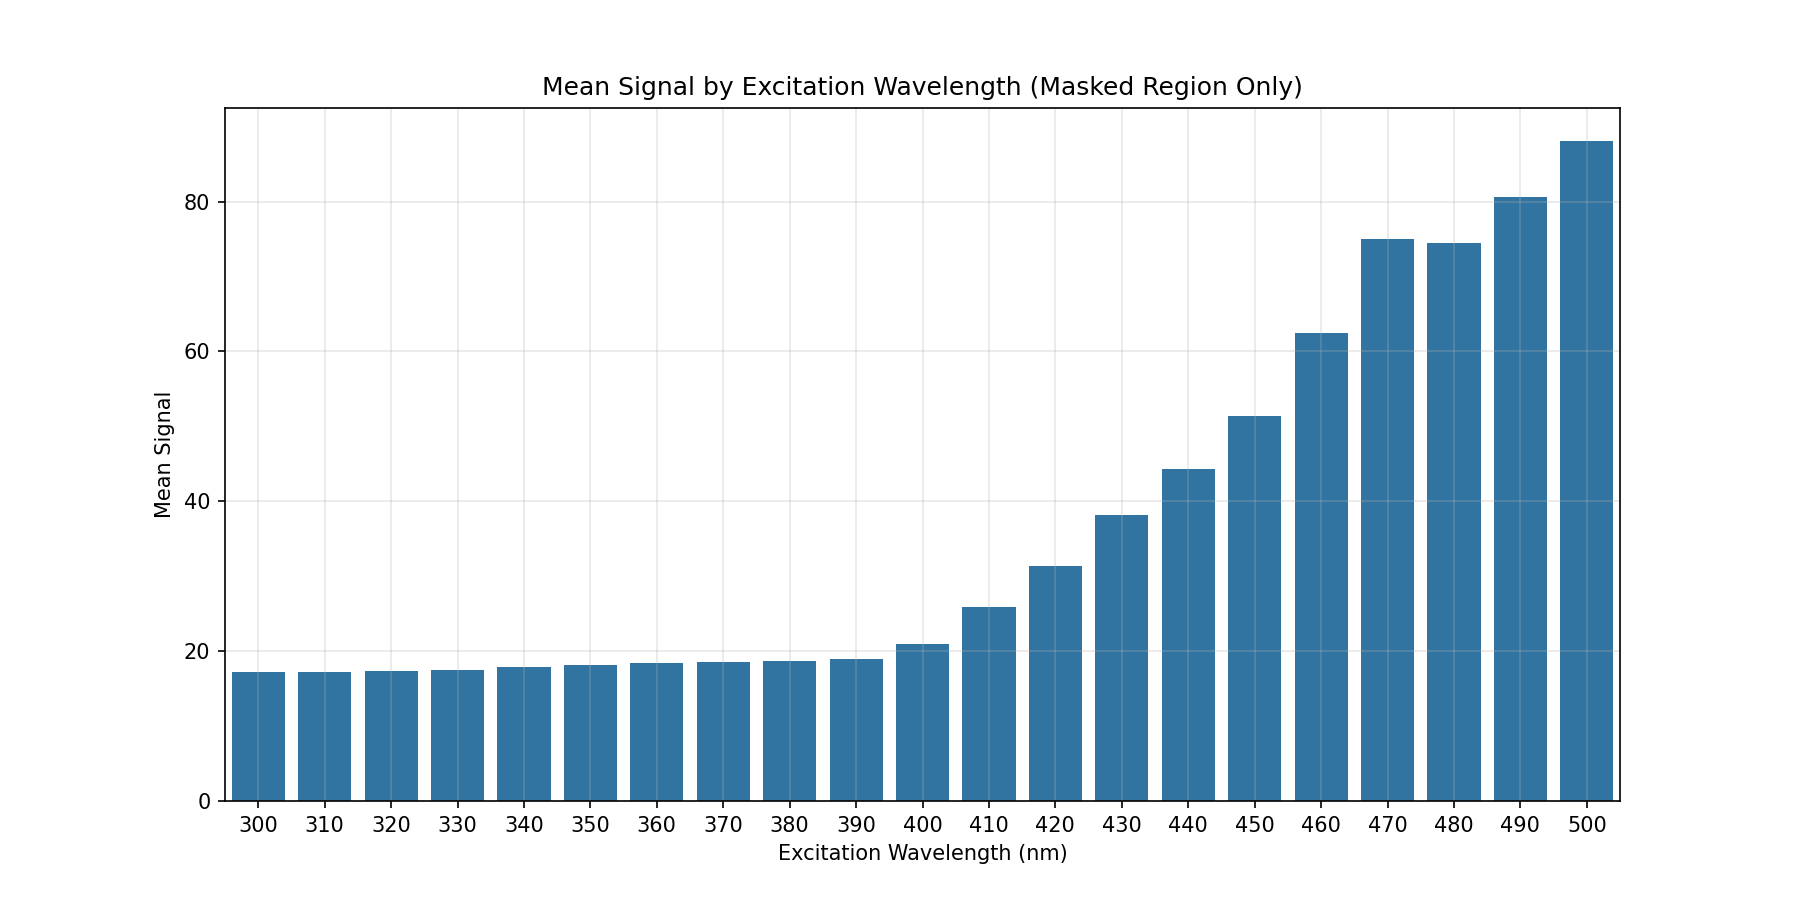 Mean Signal by Excitation Wavelength (Masked Region Only)
80
60
40
20
0
Mean Signal
300 310 320 330 340 350 360 370 380 390 400 410 420 430 440 450 460 470 480 490 500
Excitation Wavelength (nm)